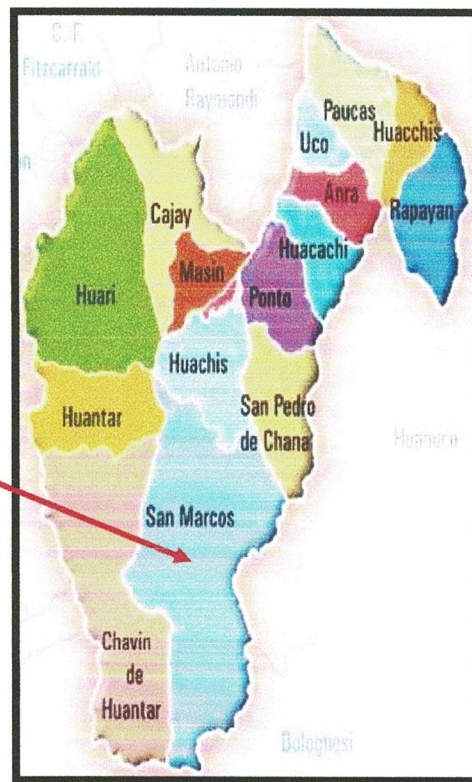 C. F.
Fitzcarrald
Antonio
Raymondi
Paucas
Huacchis
Uco
Anra
Rapayan
Cajay
Huacachi
Masin
Huari
Ponto
Huachis
Huantar
San Pedro
de Chana
Huanuco
San Marcos
Chavin
de
Huantar
Bolognesi